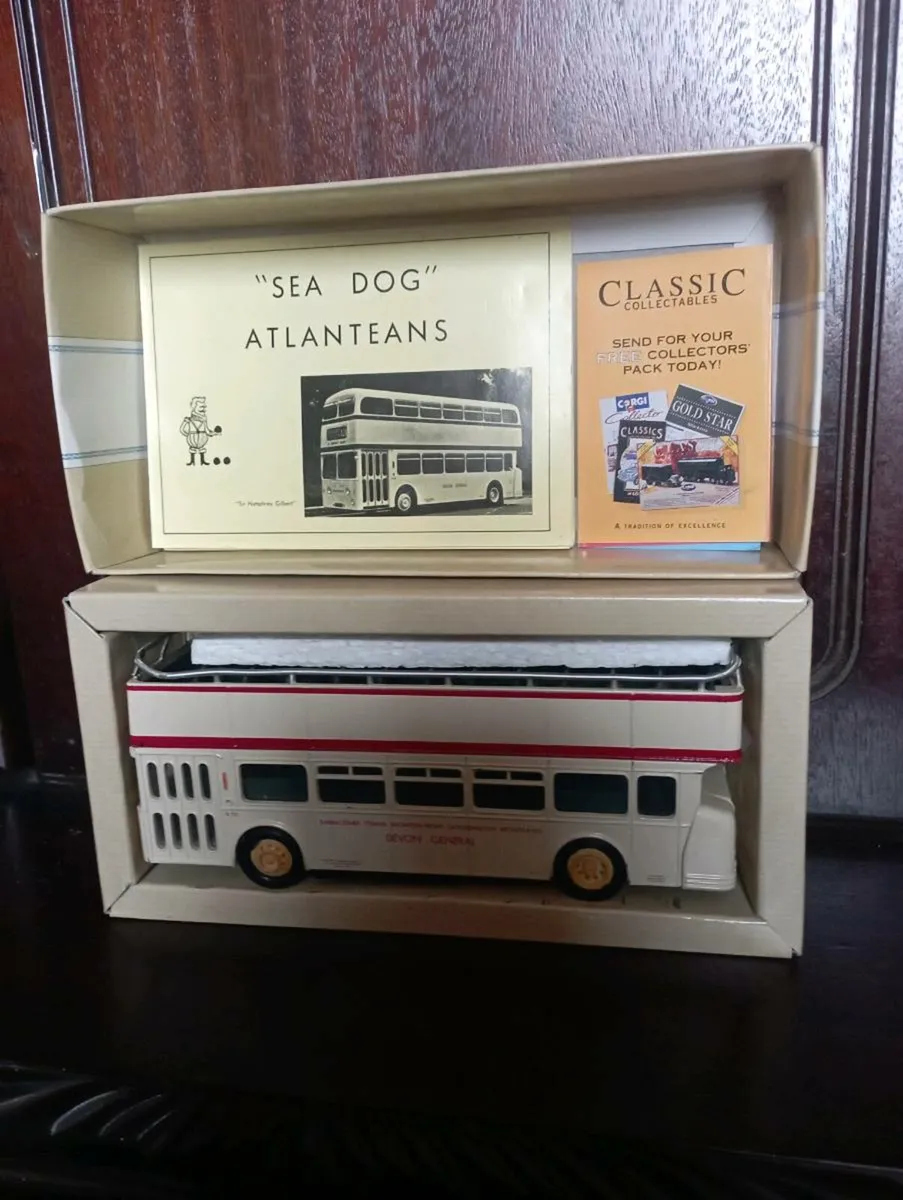 "SEA DOG"
ATLANTEANS
"Sir Humphrey Gilbert"
CLASSIC
COLLECTABLES
SEND FOR YOUR
FREE COLLECTORS'
PACK TODAY!
CORGI
Collector
CLASSICS
GOLD STAR
A TRADITION OF EXCELLENCE
DEVON GENERAL